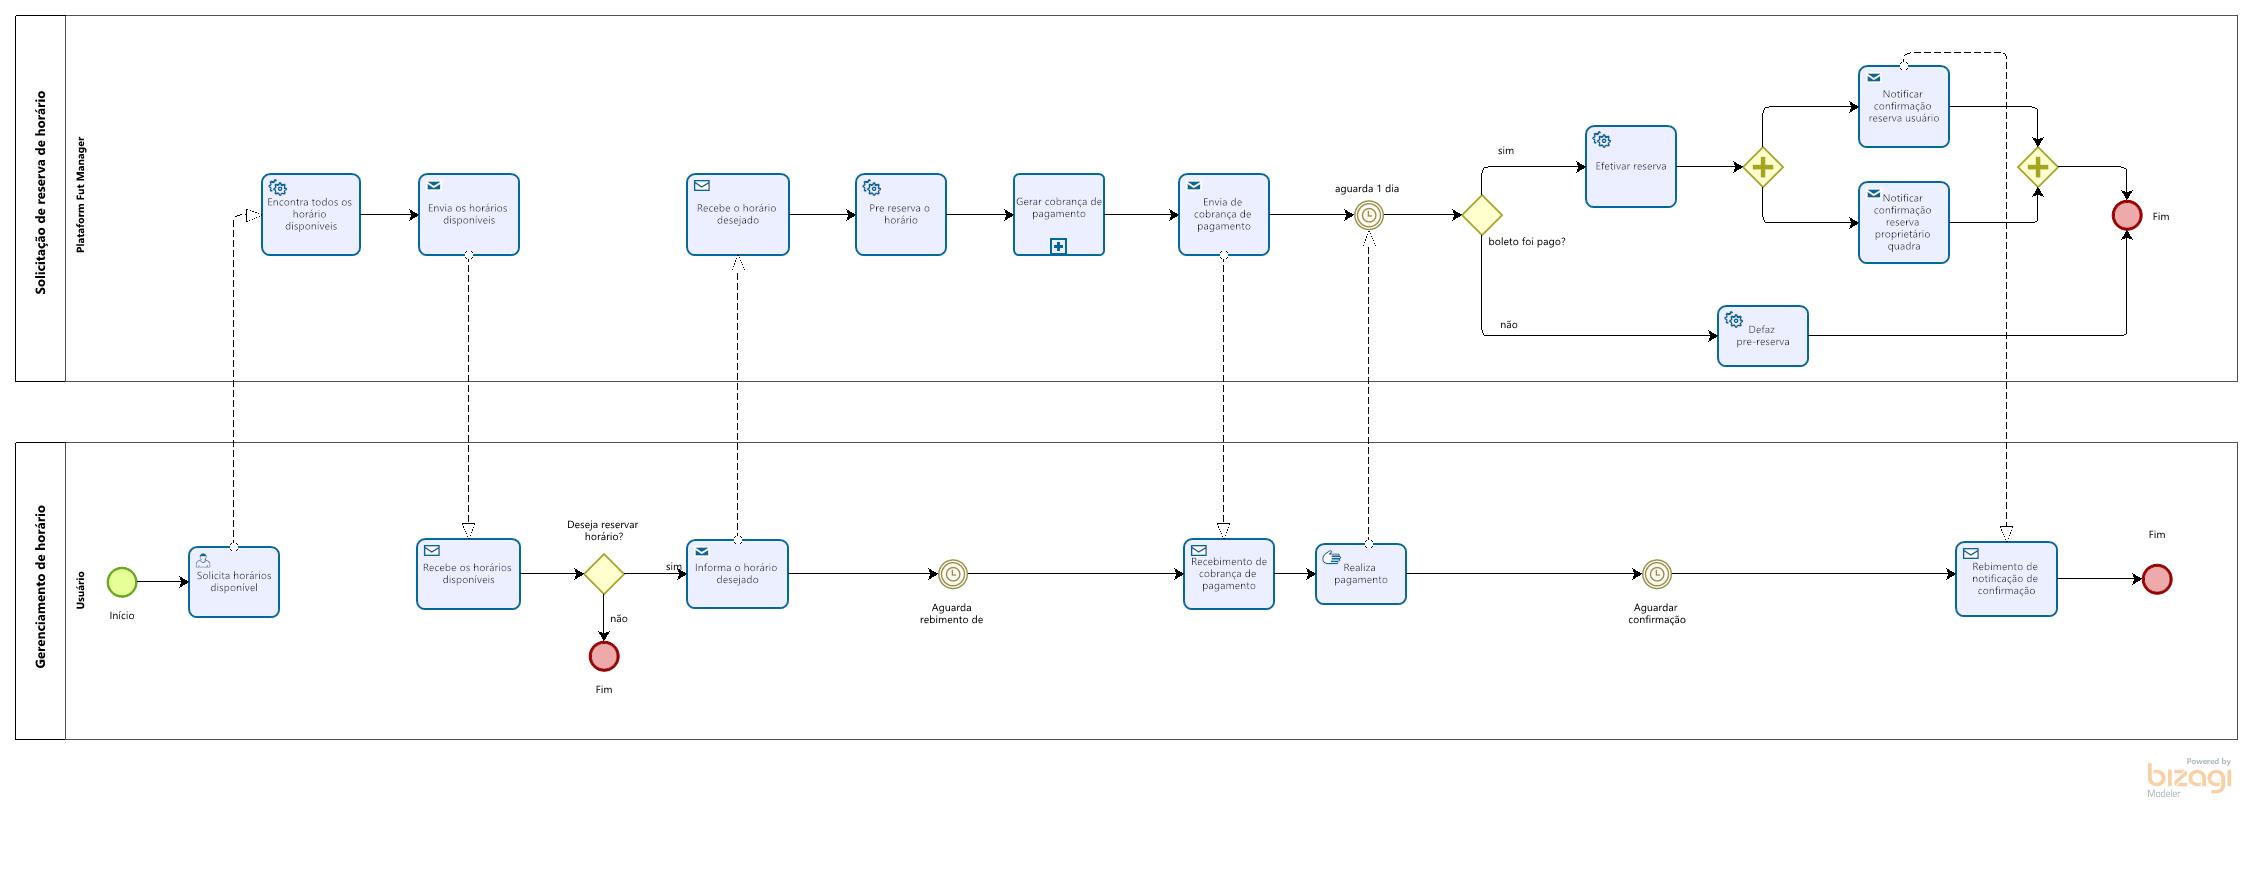 Solicitação de reserva de horário
Plataform Fut Manager
Encontra todos os
horário
disponíveis
Envia os horários
disponíveis
Recebe o horário
desejado
Pre reserva o
horário
Gerar cobrança de
pagamento
Envia de
cobrança de
pagamento
aguarda 1 dia
boleto foi pago?
sim
não
Efetivar reserva
Notificar
confirmação
reserva usuário
Notificar
confirmação
reserva
proprietário
quadra
Defaz
pre-reserva
Fim
Gerenciamento de horário
Usuário
Início
Solicita horários
disponível
Recebe os horários
disponíveis
Deseja reservar
horário?
sim
não
Fim
Informa o horário
desejado
Aguarda
rebimento de
Recebimento de
cobrança de
pagamento
Realiza
pagamento
Aguardar
confirmação
Rebimento de
notificação de
confirmação
Fim
Powered by
bizagi
Modeler